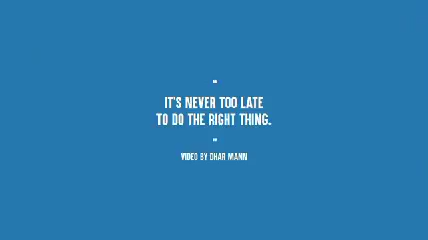 IT'S NEVER TOO LATE
TO DO THE RIGHT THING.
VIDEO BY DHAR MANN